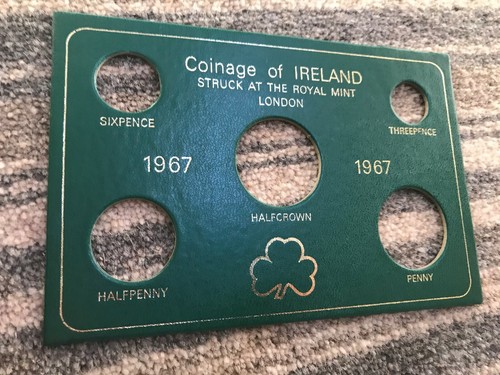 Coinage of IRELAND
STRUCK AT THE ROYAL MINT
LONDON
SIXPENCE
THREEPENCE
1967
1967
HALFCROWN
HALFPENNY
PENNY